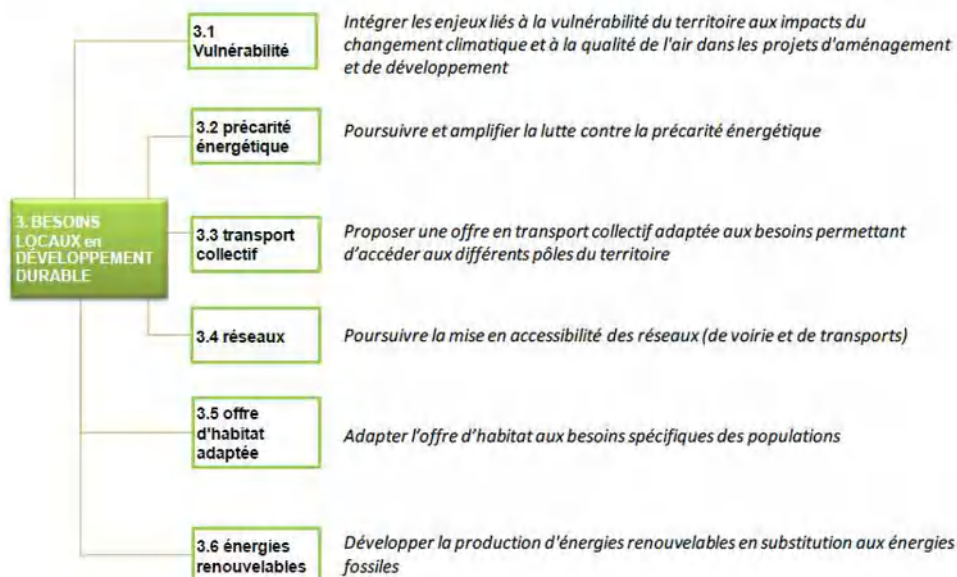 3. BESOINS
LOCAUX en
DÉVELOPPEMENT
DURABLE
3.1
Vulnérabilité
Intégrer les enjeux liés à la vulnérabilité du territoire aux impacts du
changement climatique et à la qualité de l'air dans les projets d'aménagement
et de développement
3.2 précarité
énergétique
Poursuivre et amplifier la lutte contre la précarité énergétique
3.3 transport
collectif
Proposer une offre en transport collectif adaptée aux besoins permettant
d’accéder aux différents pôles du territoire
3.4 réseaux
Poursuivre la mise en accessibilité des réseaux (de voirie et de transports)
3.5 offre
d'habitat
adaptée
Adapter l’offre d’habitat aux besoins spécifiques des populations
3.6 énergies
renouvelables
Développer la production d'énergies renouvelables en substitution aux énergies
fossiles